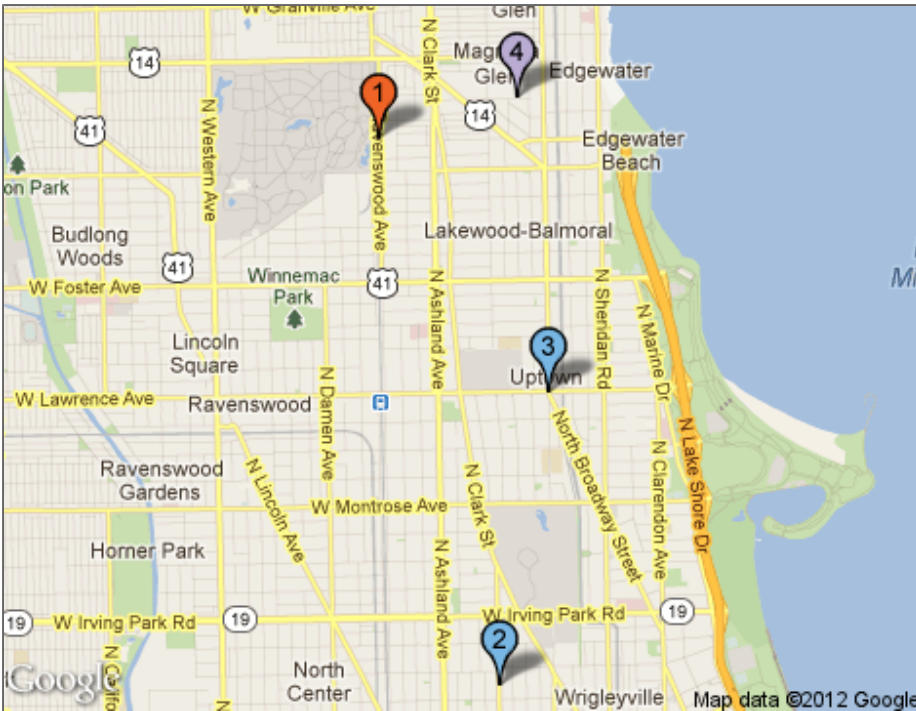 W Granville Ave
Glen
14
N Clark St
4
Glen
Edgewater
1
41
N Western Ave
14
Edgewater
Beach
Ravenswood Ave
Lakewood-Balmoral
Budlong
Woods
41
Winnemac
Park
41
W Foster Ave
N Ashland Ave
N Sheridan Rd
N Marine Dr
Lincoln
Square
3
Uptown
W Lawrence Ave
Ravenswood
N Damen Ave
N Lake Shore Dr
Ravenswood
Gardens
N Lincoln Ave
N Clark St
North Broadway Street
N Clarendon Ave
W Montrose Ave
Horner Park
N Ashland Ave
19
W Irving Park Rd
19
W Irving Park Rd
19
2
North
Center
Wrigleyville
Google
Map data ©2012 Google